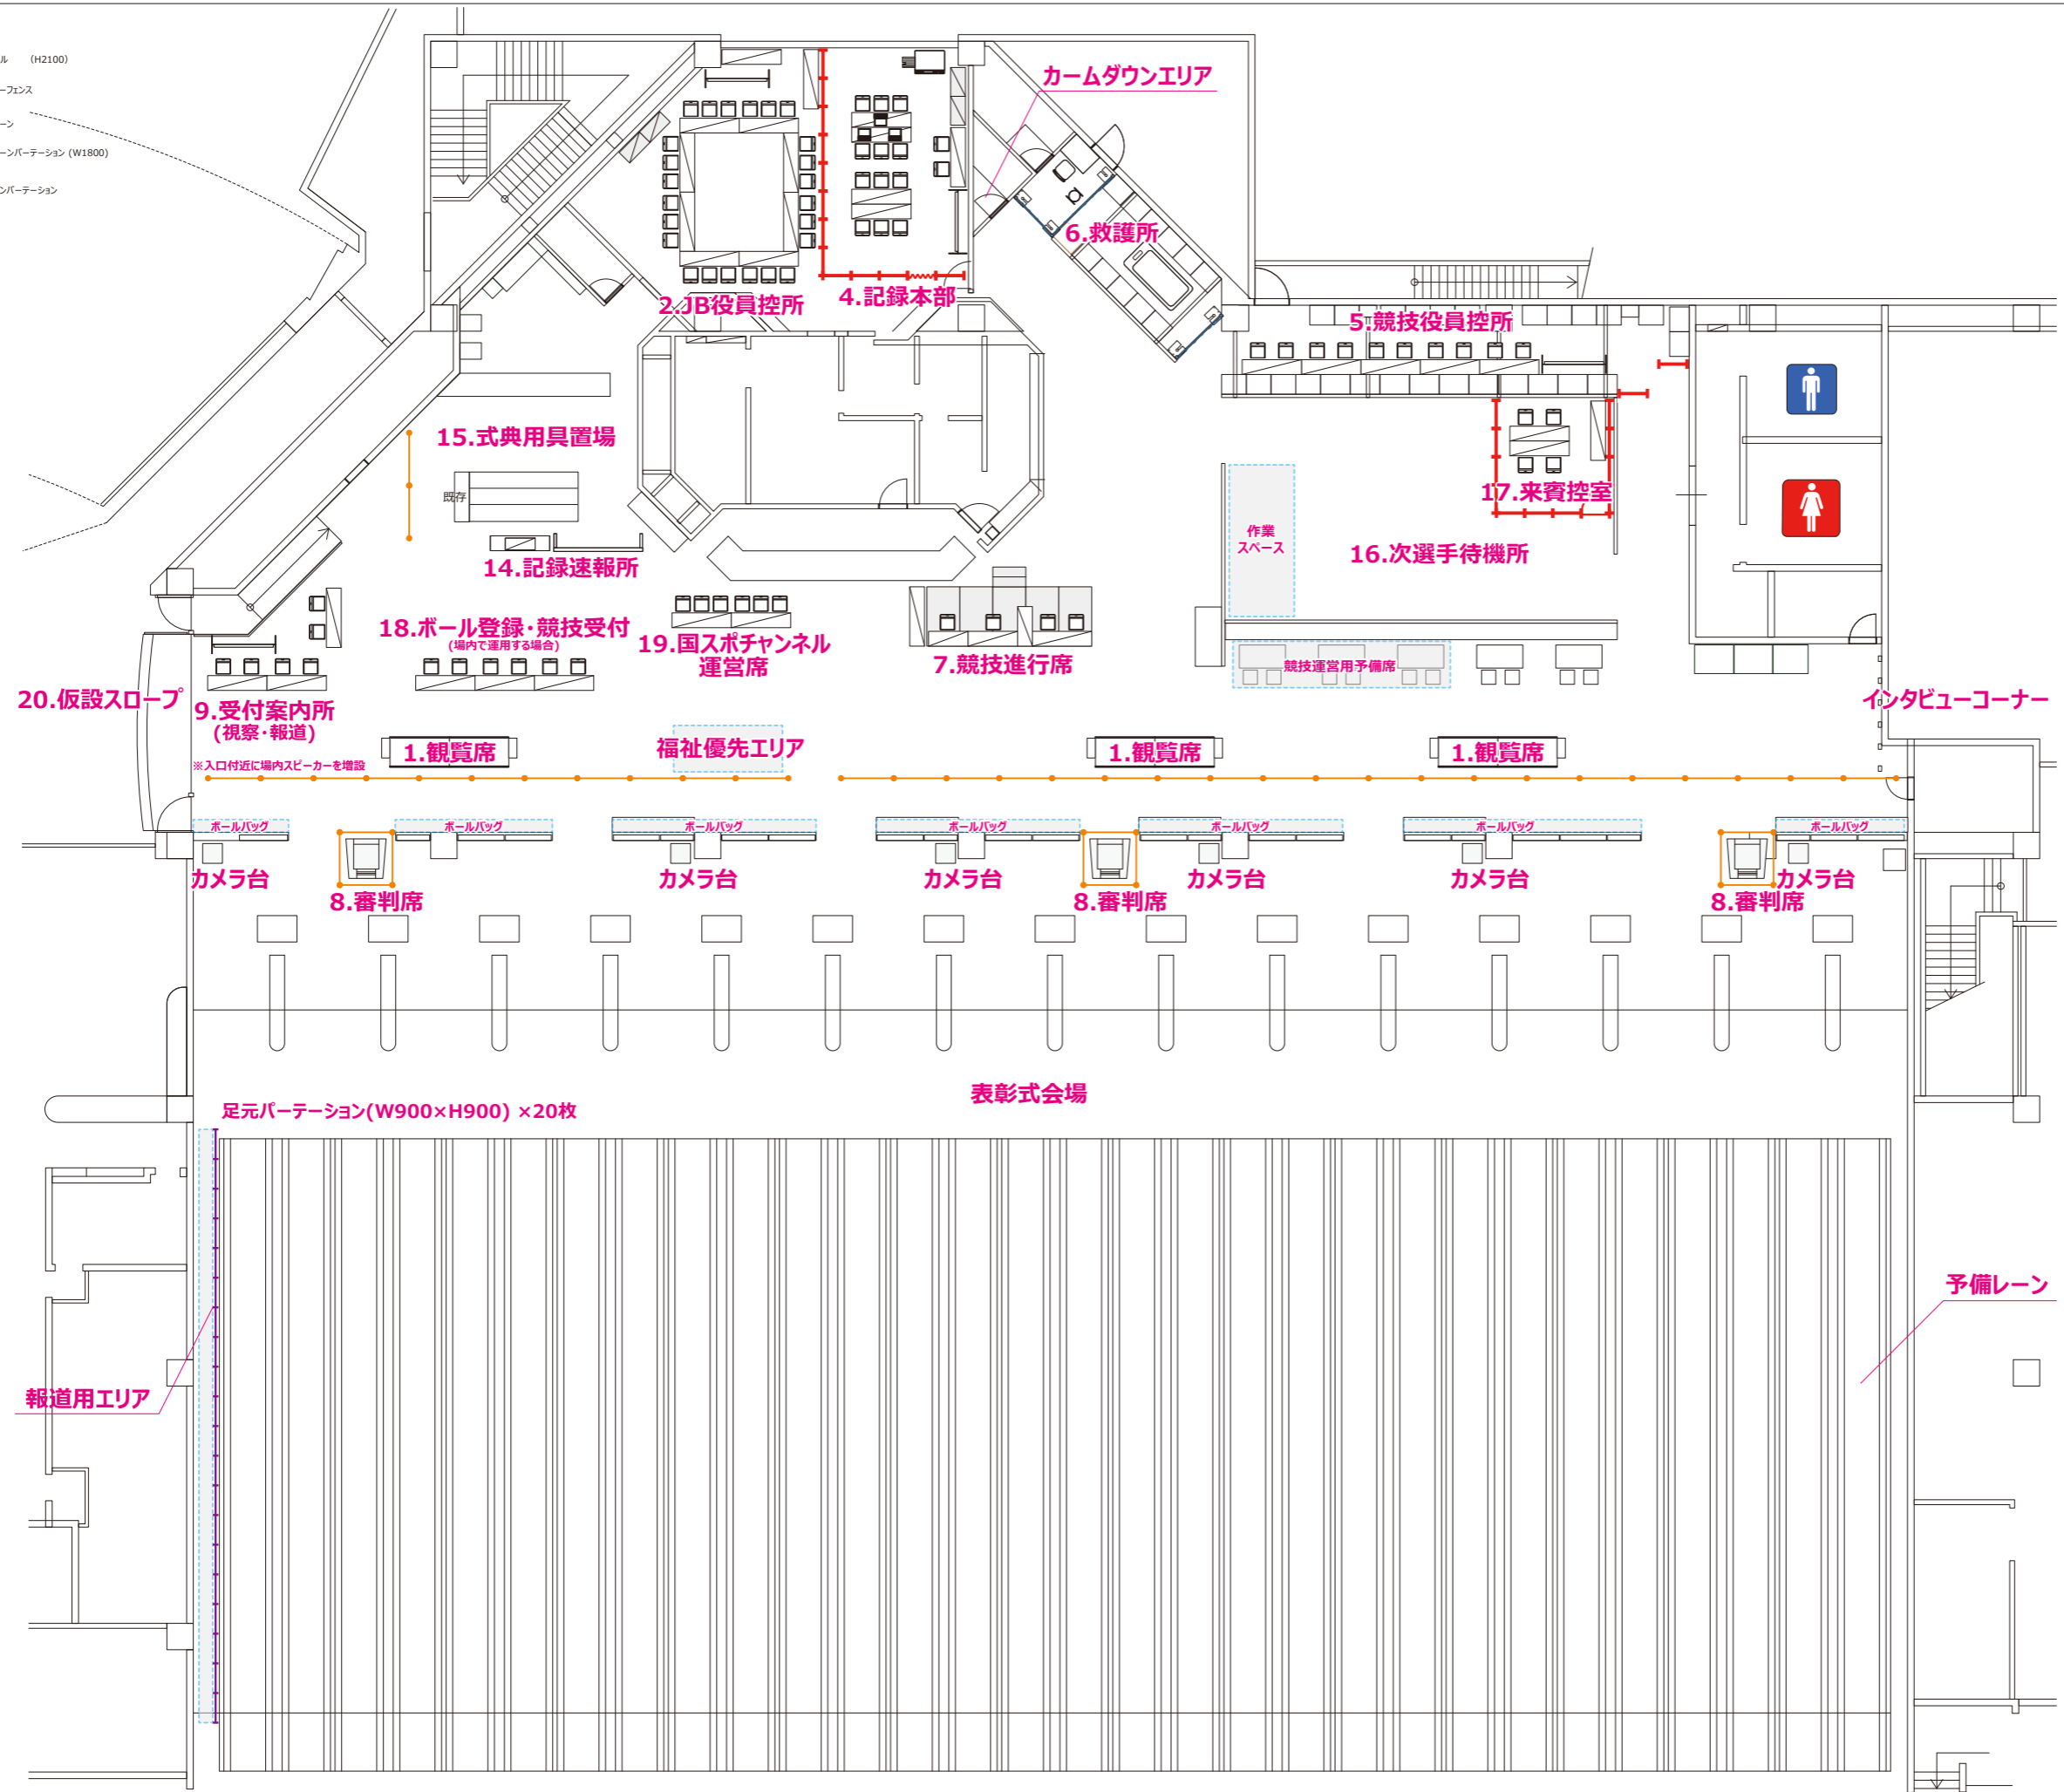 ル （H2100）
ーフェンス
ーン
ーンパーテーション (W1800)
ンパーテーション
カームダウンエリア
6.救護所
2.JB役員控所
4.記録本部
5.競技役員控所
15.式典用具置場
既存
14.記録速報所
17.来賓控室
作業
スペース
16.次選手待機所
18.ボール登録・競技受付
(場内で運用する場合)
19.国スポチャンネル
運営席
7.競技進行席
競技運営用予備席
20.仮設スロープ
9.受付案内所
(視察・報道)
インタビューコーナー
1.観覧席
福祉優先エリア
1.観覧席
1.観覧席
※入口付近に場内スピーカーを増設
ボールバッグ
ボールバッグ
ボールバッグ
ボールバッグ
ボールバッグ
ボールバッグ
ボールバッグ
カメラ台
カメラ台
カメラ台
カメラ台
カメラ台
カメラ台
8.審判席
8.審判席
8.審判席
表彰式会場
足元パーテーション(W900×H900) ×20枚
予備レーン
報道用エリア